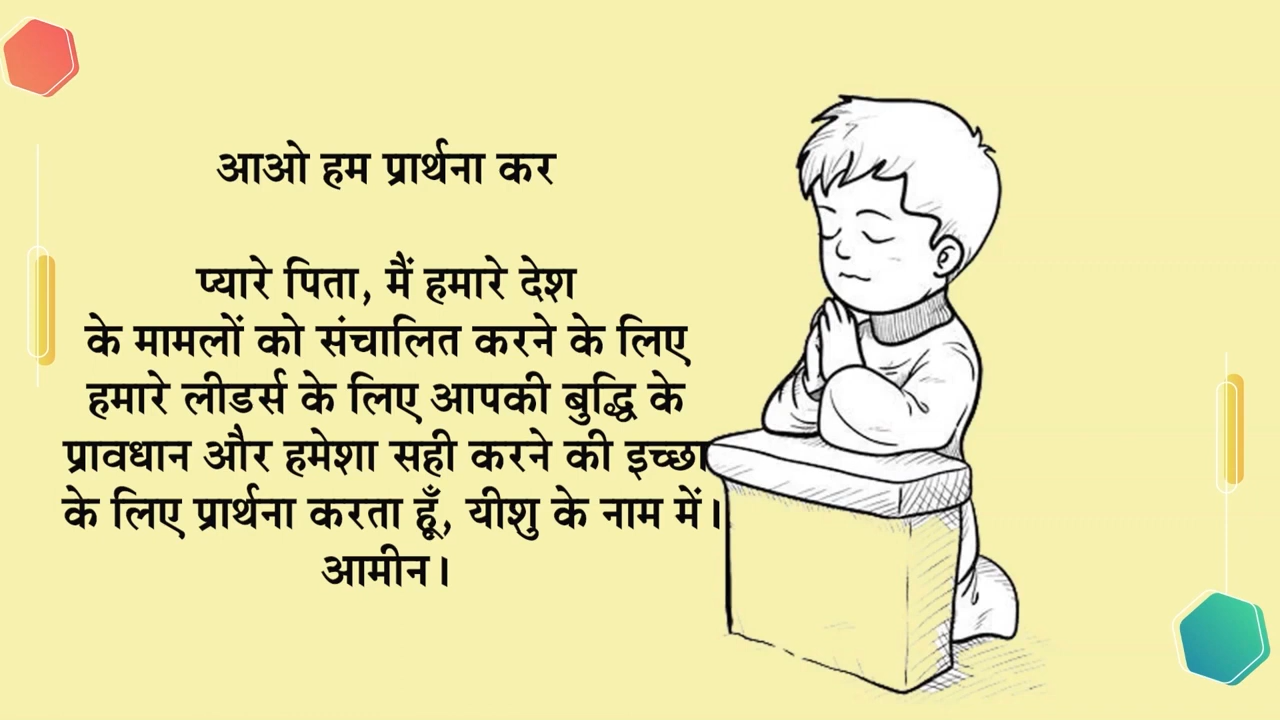 आओ हम प्रार्थना कर
प्यारे पिता, मैं हमारे देश
के मामलों को संचालित करने के लिए
हमारे लीडर्स के लिए आपकी बुद्धि के
प्रावधान और हमेशा सही करने की इच्छा
के लिए प्रार्थना करता हूँ, यीशु के नाम में।
आमीन।